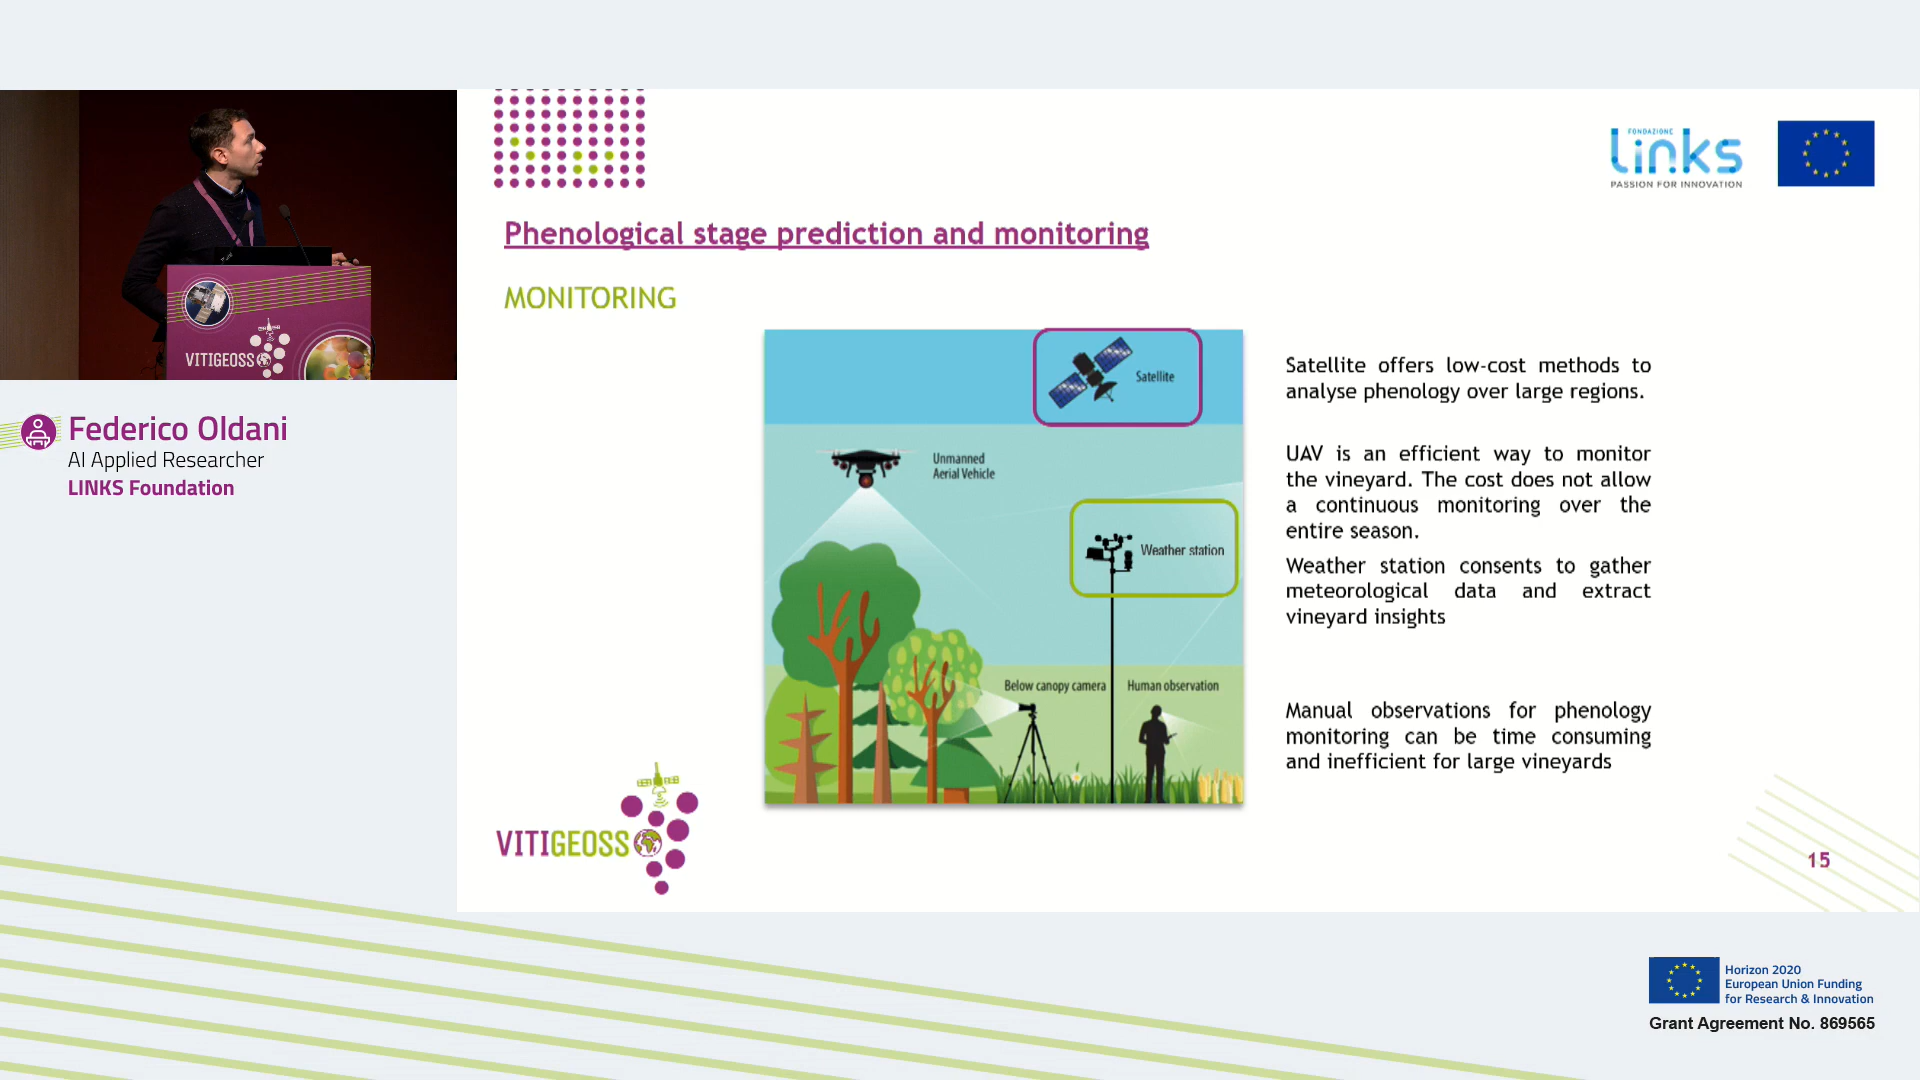 FONDAZIONE
links
PASSION FOR INNOVATION
Phenological stage prediction and monitoring
MONITORING
VITIGEOSS
Federico Oldani
AI Applied Researcher
LINKS Foundation
Satellite
Unmanned
Aerial Vehicle
Weather station
Below canopy camera
Human observation
Satellite offers low-cost methods to
analyse phenology over large regions.
UAV is an efficient way to monitor
the vineyard. The cost does not allow
a continuous monitoring over the
entire season.
Weather station consents to gather
meteorological data and extract
vineyard insights
Manual observations for phenology
monitoring can be time consuming
and inefficient for large vineyards
VITIGEOSS
15
Horizon 2020
European Union Funding
for Research & Innovation
Grant Agreement No. 869565